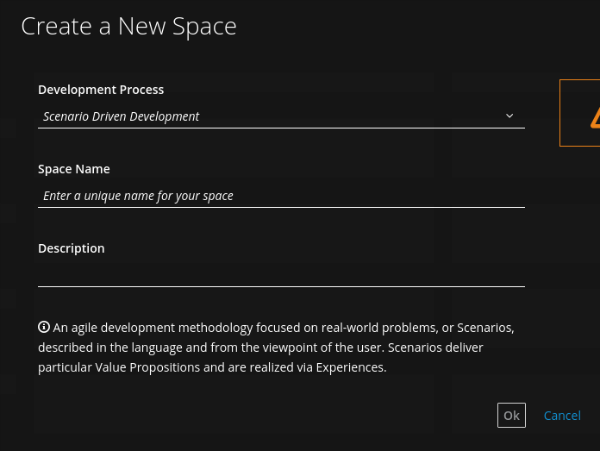 Create a New Space
Development Process
Scenario Driven Development
Space Name
Enter a unique name for your space
Description
An agile development methodology focused on real-world problems, or Scenarios,
described in the language and from the viewpoint of the user. Scenarios deliver
particular Value Propositions and are realized via Experiences.
Ok
Cancel